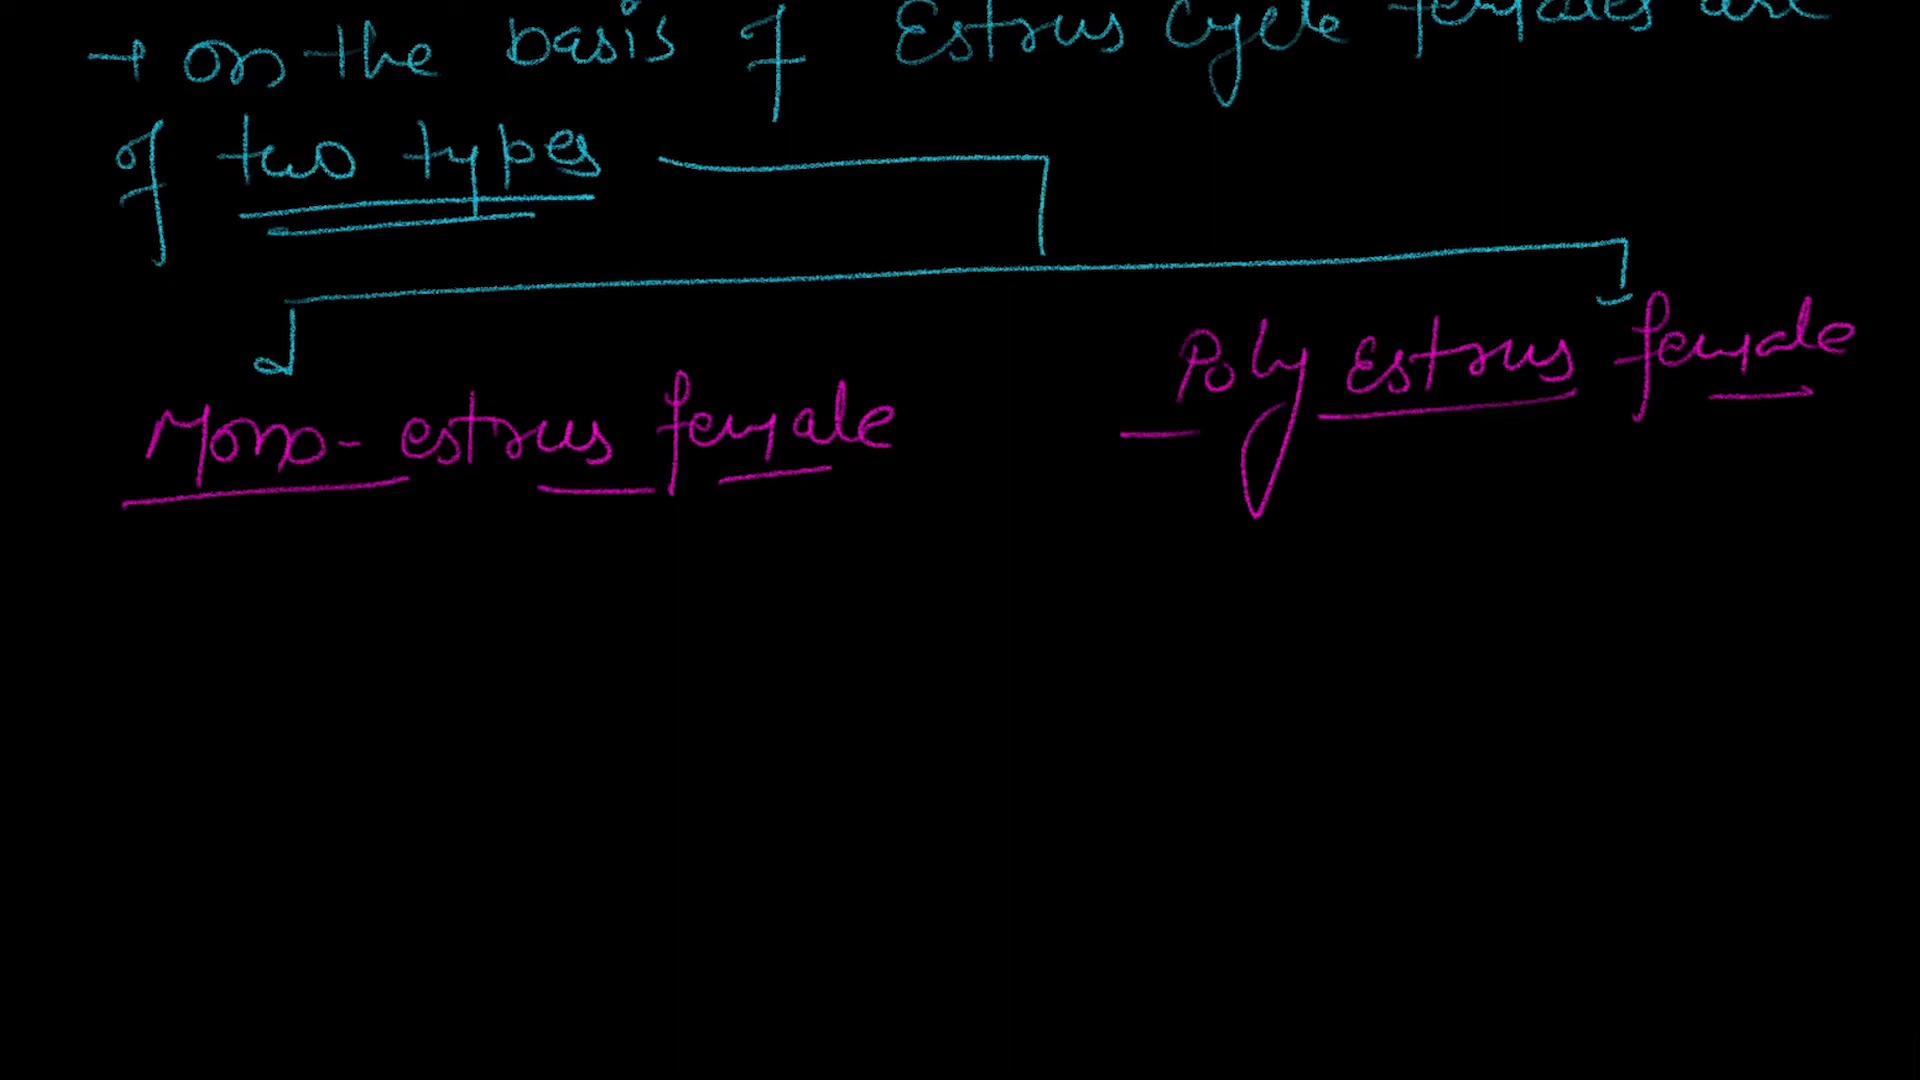 → on the basis of Estrus Cycle females are
of two types
Mono-estrus female
Poly Estrus female